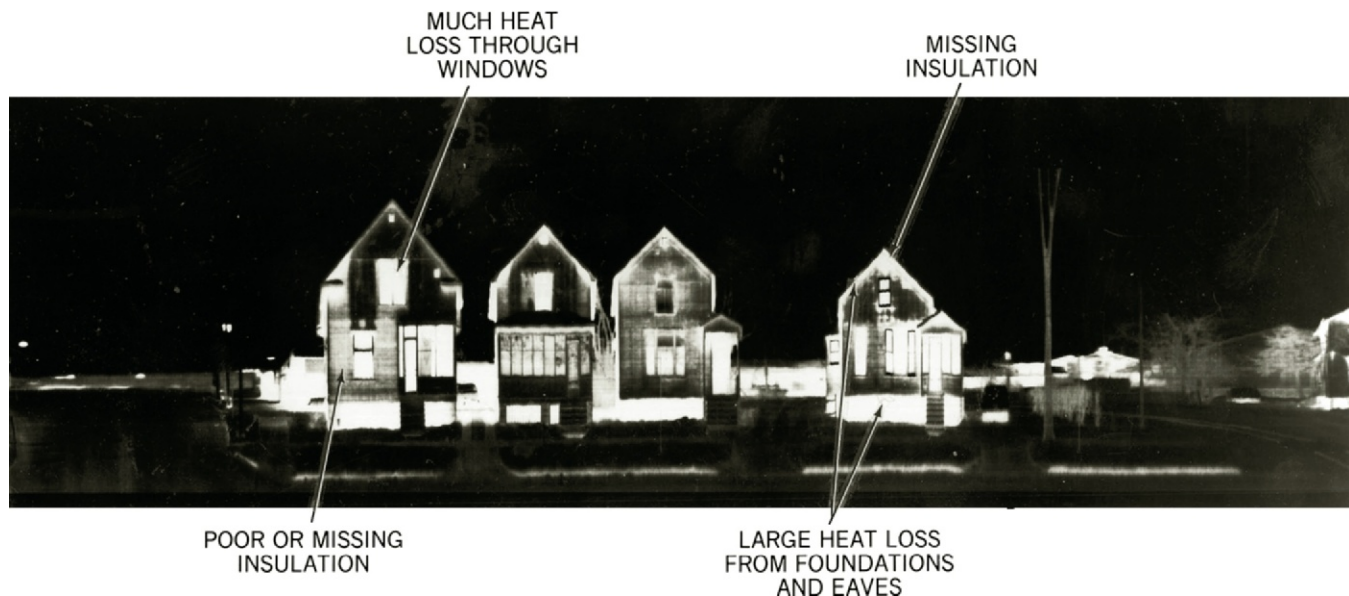 MUCH HEAT
LOSS THROUGH
WINDOWS
MISSING
INSULATION
POOR OR MISSING
INSULATION
LARGE HEAT LOSS
FROM FOUNDATIONS
AND EAVES